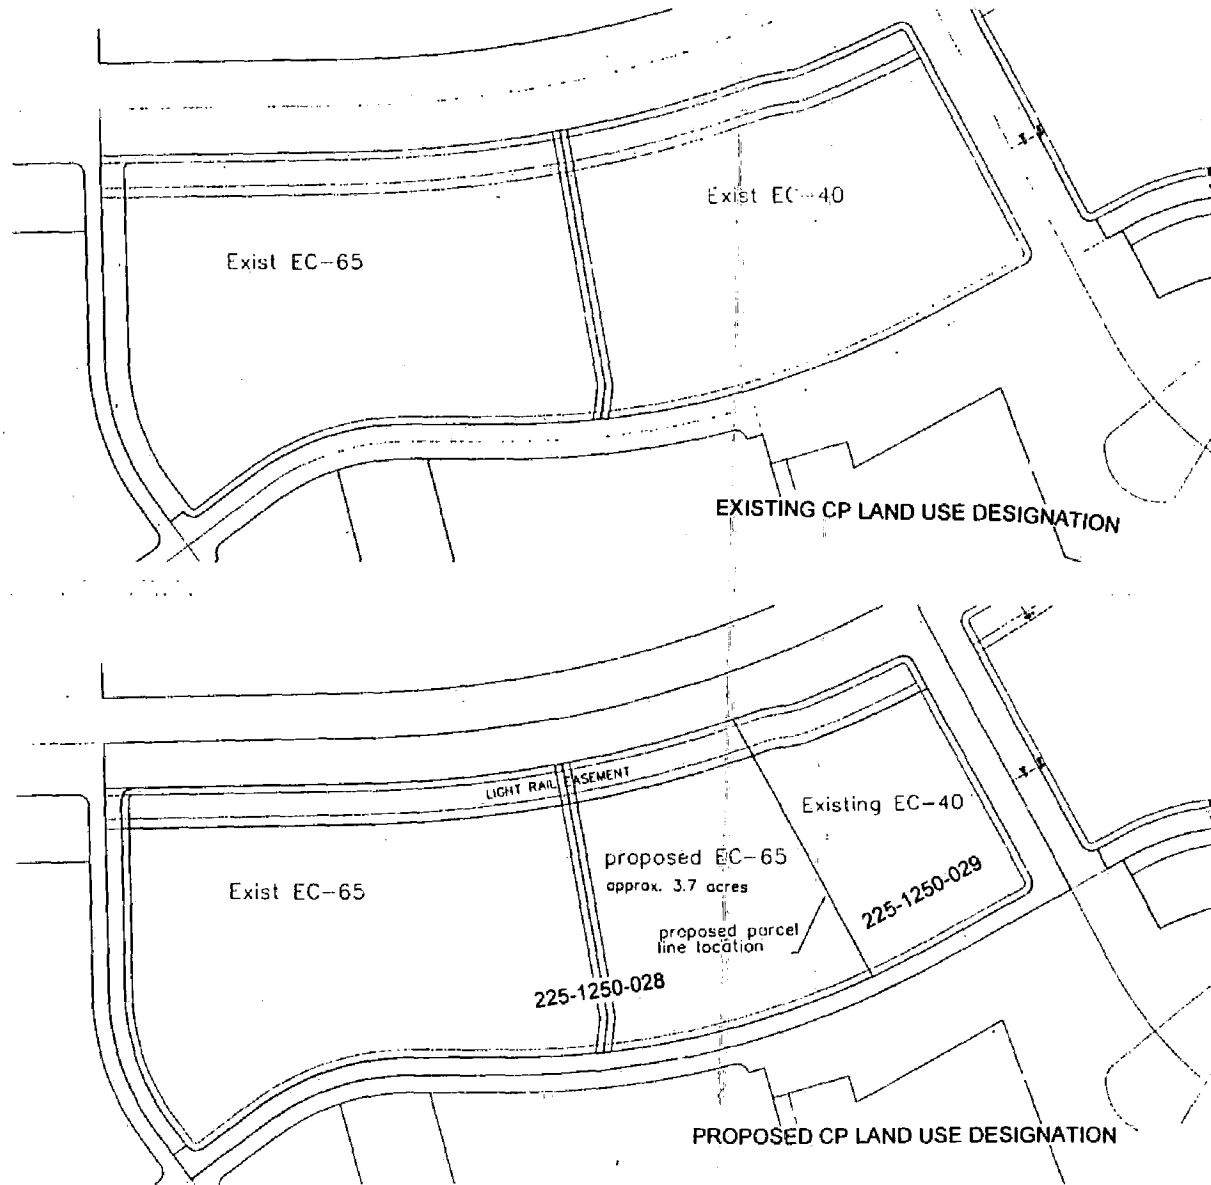 Exist EC-40
Exist EC-65
EXISTING CP LAND USE DESIGNATION
LIGHT RAIL EASEMENT
Existing EC-40
proposed EC-65
approx. 3.7 acres
Exist EC-65
225-1250-029
proposed parcel
line location
225-1250-028
PROPOSED CP LAND USE DESIGNATION